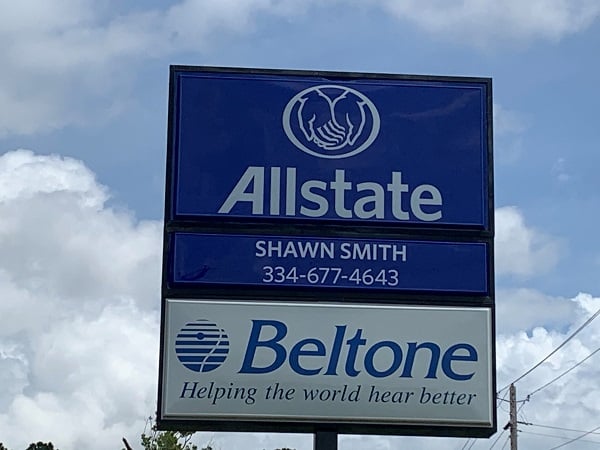 Allstate
SHAWN SMITH
334-677-4643
Beltone
Helping the world hear better